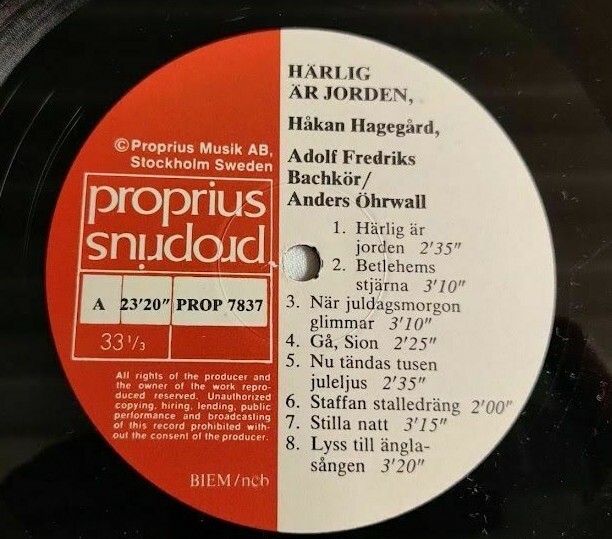 ©Proprius Musik AB,
Stockholm Sweden
proprius
proprius
A 23'20" PROP 7837
33 1/3
All rights of the producer and
the owner of the work repro-
duced reserved. Unauthorized
copying, hiring, lending, public
performance and broadcasting
of this record prohibited with-
out the consent of the producer.
BIEM/ncb
HÄRLIG
ÄR JORDEN,
Håkan Hagegård,
Adolf Fredriks
Bachkör/
Anders Öhrwall
1. Härlig är
jorden 2'35"
2. Betlehems
stjärna 3'10"
3. När juldagsmorgon
glimmar 3'10"
4. Gå, Sion 2'25"
5. Nu tändas tusen
juleljus 2'35"
6. Staffan stalledräng 2'00"
7. Stilla natt 3'15"
8. Lyss till ängla-
sången 3'20"